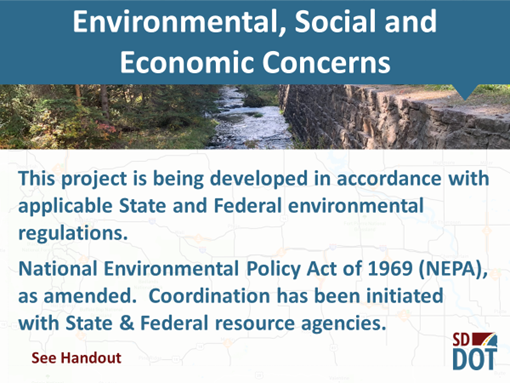 Environmental, Social and
Economic Concerns
This project is being developed in accordance with
applicable State and Federal environmental
regulations.
National Environmental Policy Act of 1969 (NEPA),
as amended.  Coordination has been initiated
with State & Federal resource agencies.
See Handout
SD
DOT